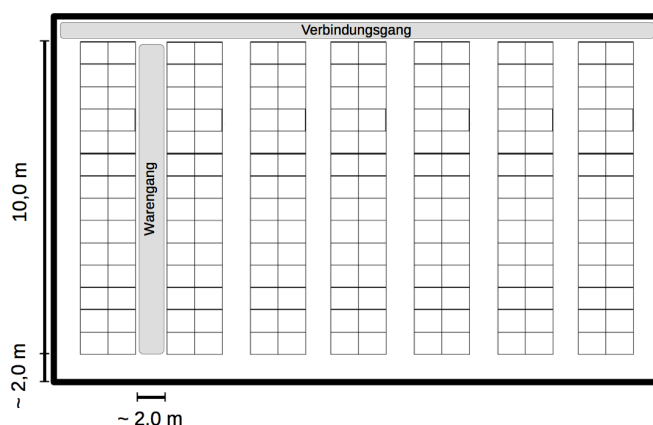 Verbindungsgang
10,0 m
Warengang
~ 2,0 m
~ 2.0 m